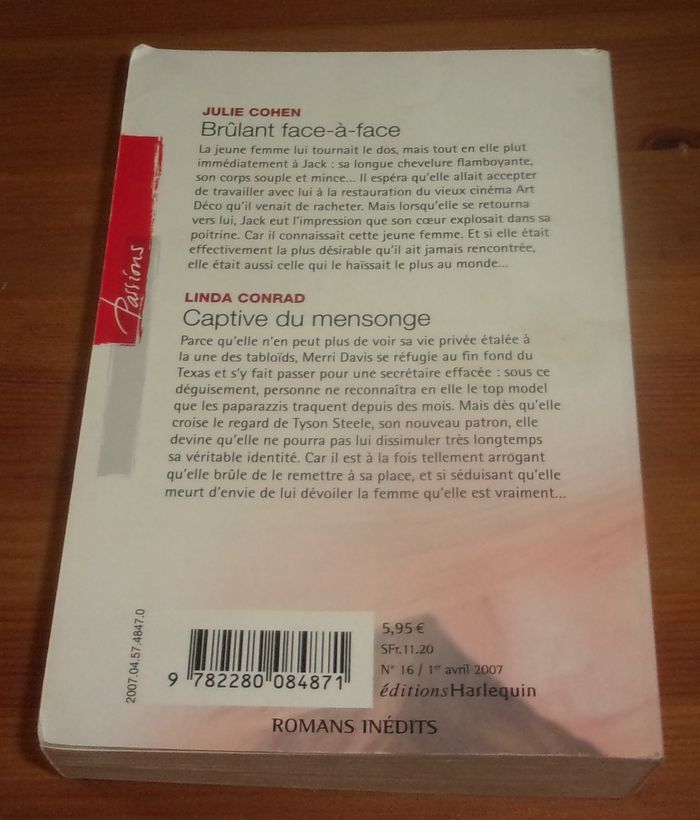 JULIE COHEN
Brûlant face-à-face
La jeune femme lui tournait le dos, mais tout en elle plut
immédiatement à Jack : sa longue chevelure flamboyante,
son corps souple et mince... Il espéra qu'elle allait accepter
de travailler avec lui à la restauration du vieux cinéma Art
Déco qu'il venait de racheter. Mais lorsqu'elle se retourna
vers lui, Jack eut l'impression que son cœur explosait dans sa
poitrine. Car il connaissait cette jeune femme. Et si elle était
effectivement la plus désirable qu'il ait jamais rencontrée,
elle était aussi celle qui le haïssait le plus au monde...
Passions
LINDA CONRAD
Captive du mensonge
Parce qu'elle n'en peut plus de voir sa vie privée étalée à
la une des tabloïds, Merri Davis se réfugie au fin fond du
Texas et s'y fait passer pour une secrétaire effacée : sous ce
déguisement, personne ne reconnaîtra en elle le top model
que les paparazzis traquent depuis des mois. Mais dès qu'elle
croise le regard de Tyson Steele, son nouveau patron, elle
devine qu'elle ne pourra pas lui dissimuler très longtemps
sa véritable identité. Car il est à la fois tellement arrogant
qu'elle brûle de le remettre à sa place, et si séduisant qu'elle
meurt d'envie de lui dévoiler la femme qu'elle est vraiment...
2007.04.57.4847.0
9 782280 084871
5,95 €
SFr.11.20
N° 16 / 1er avril 2007
éditionsHarlequin
ROMANS INÉDITS